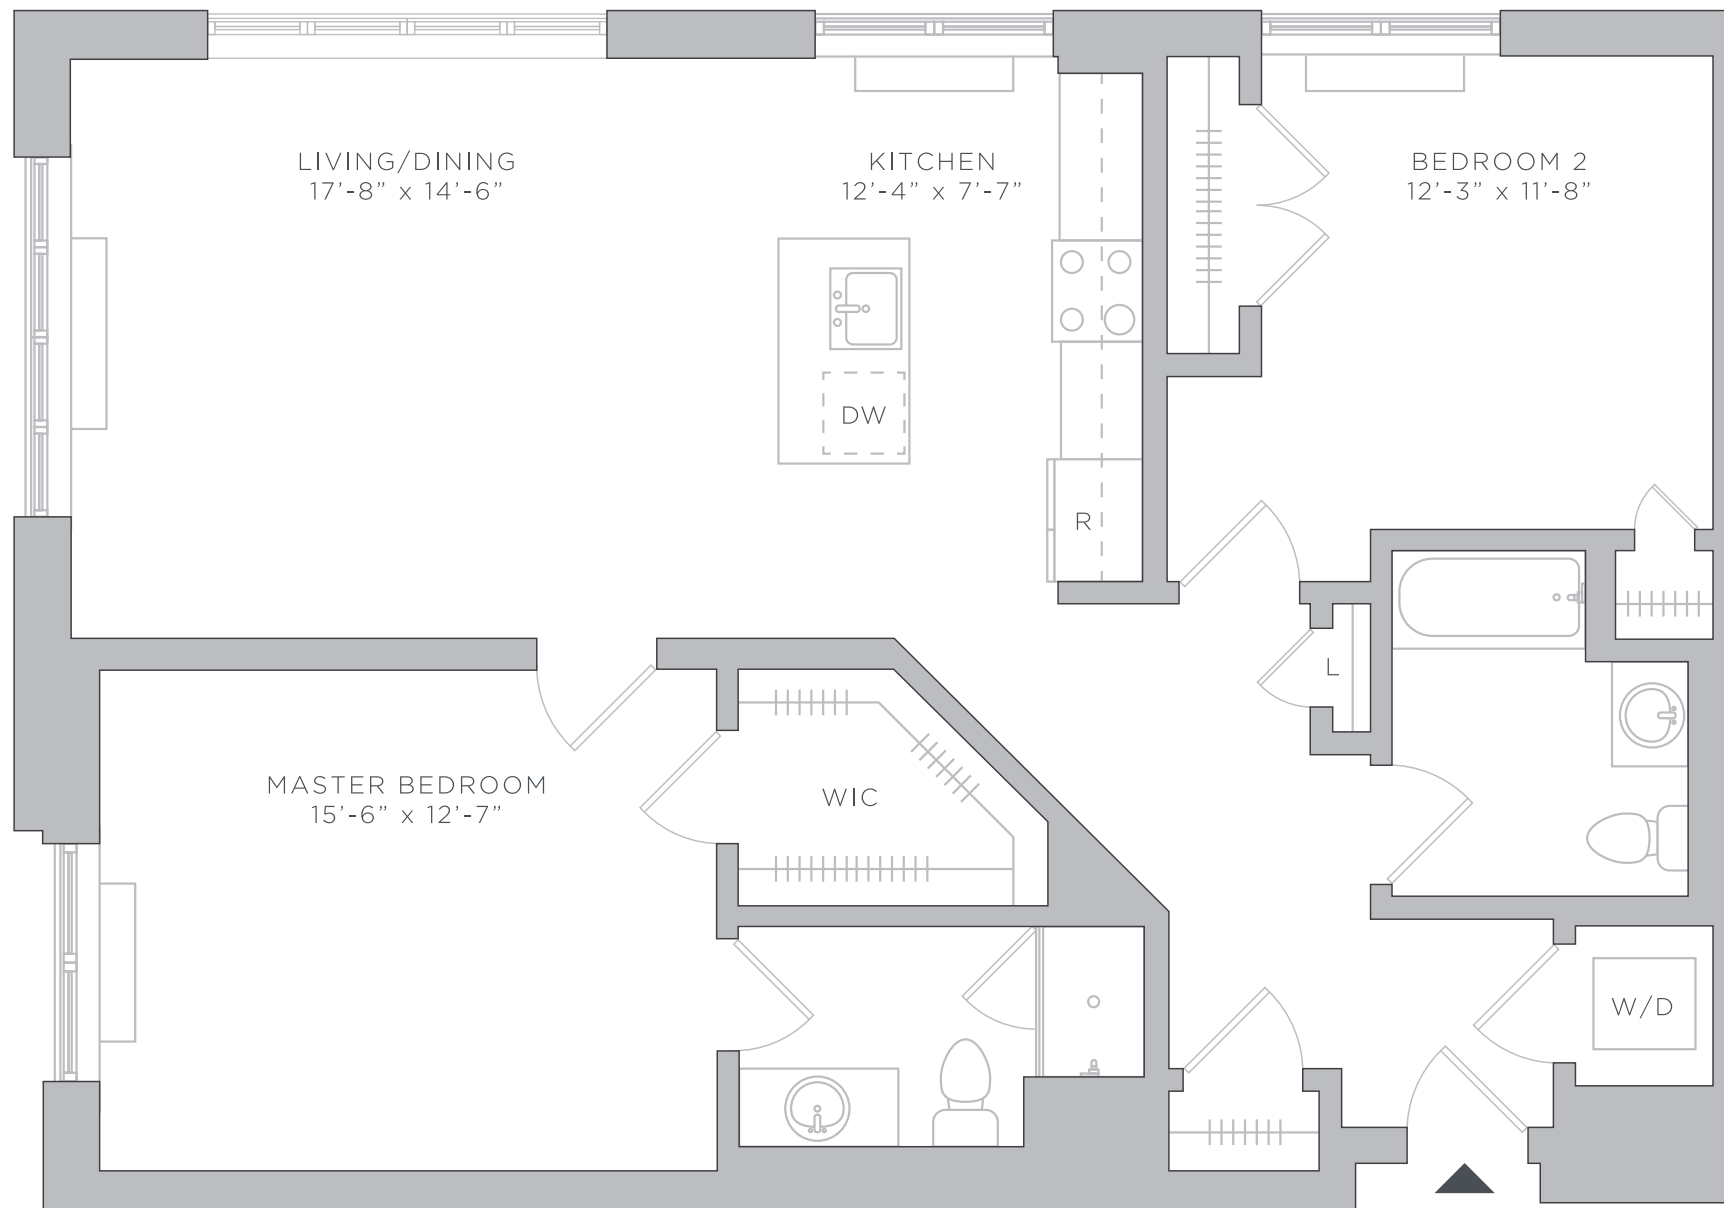 LIVING/DINING
17’-8” x 14’-6”
KITCHEN
12’-4” x 7’-7”
BEDROOM 2
12’-3” x 11’-8”
DW
R
L
MASTER BEDROOM
15’-6” x 12’-7”
WIC
W/D